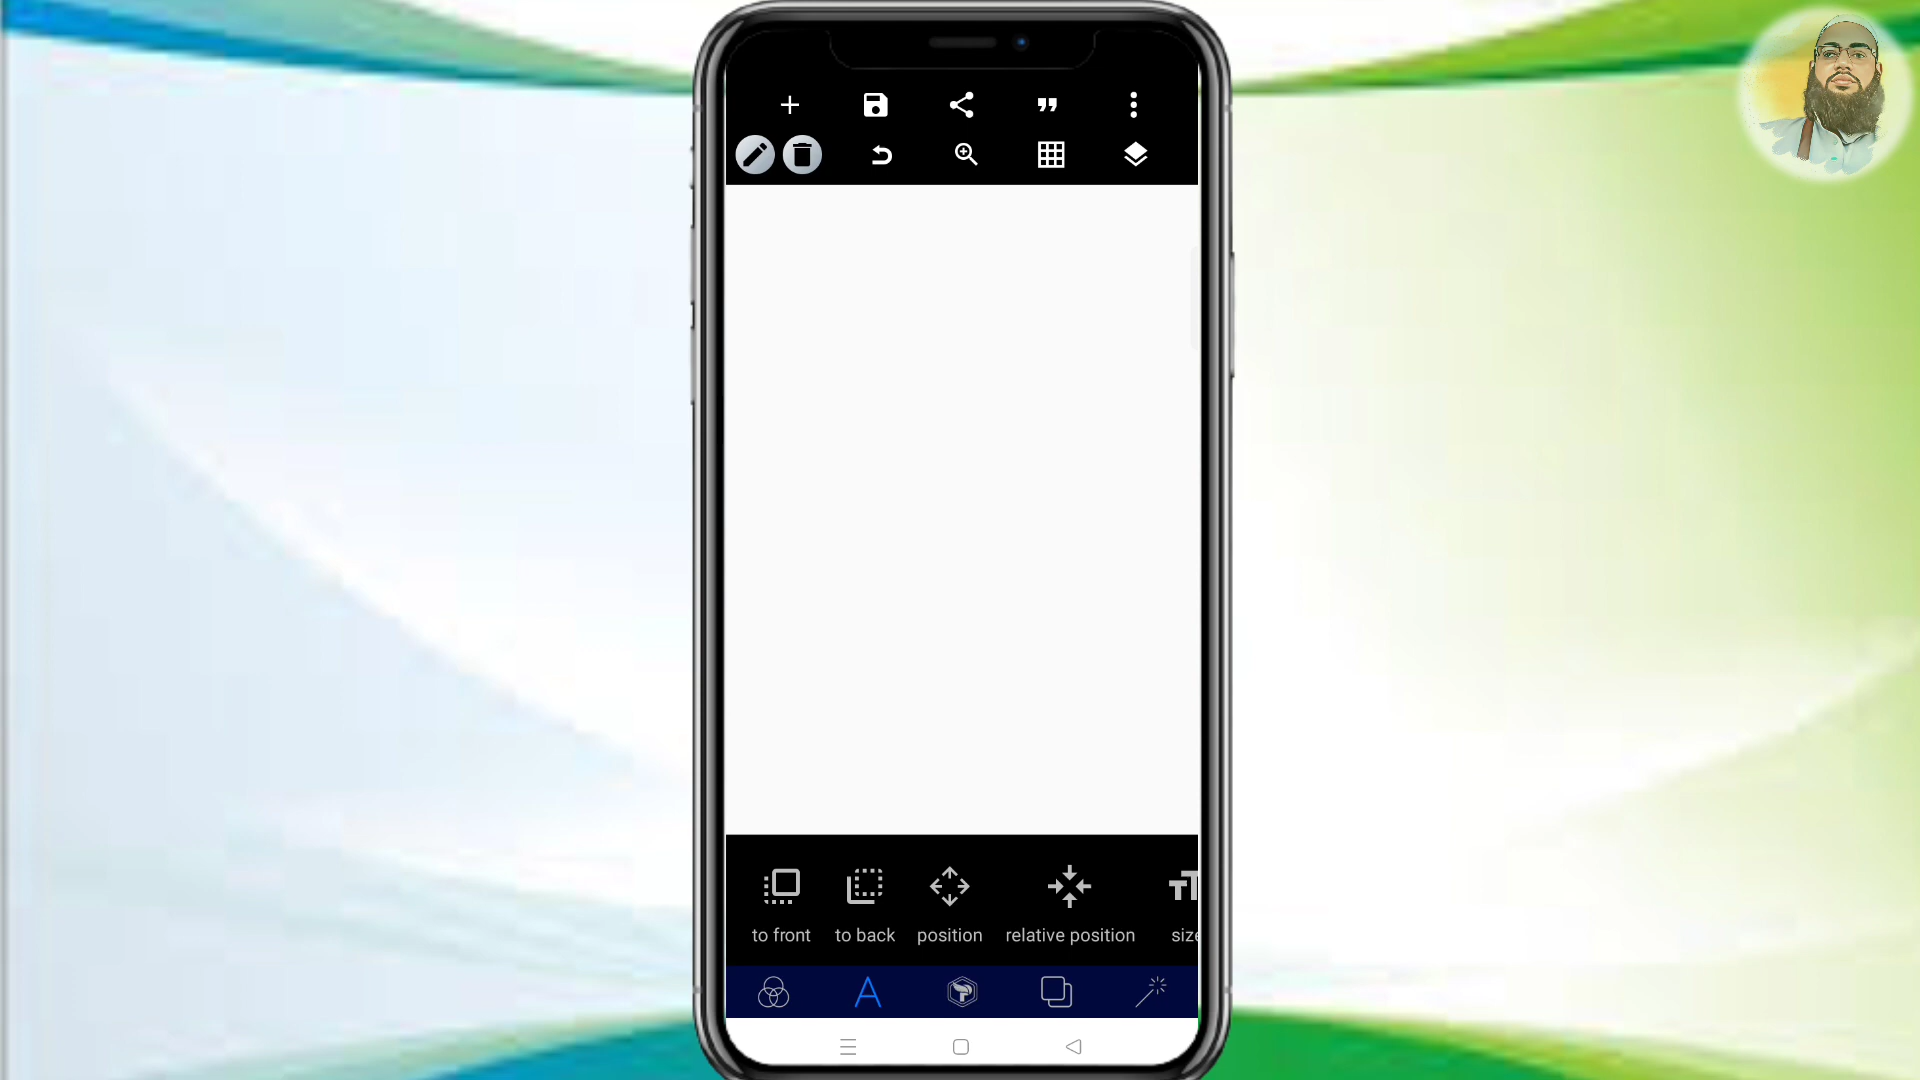 to front
to back
position
relative position
size